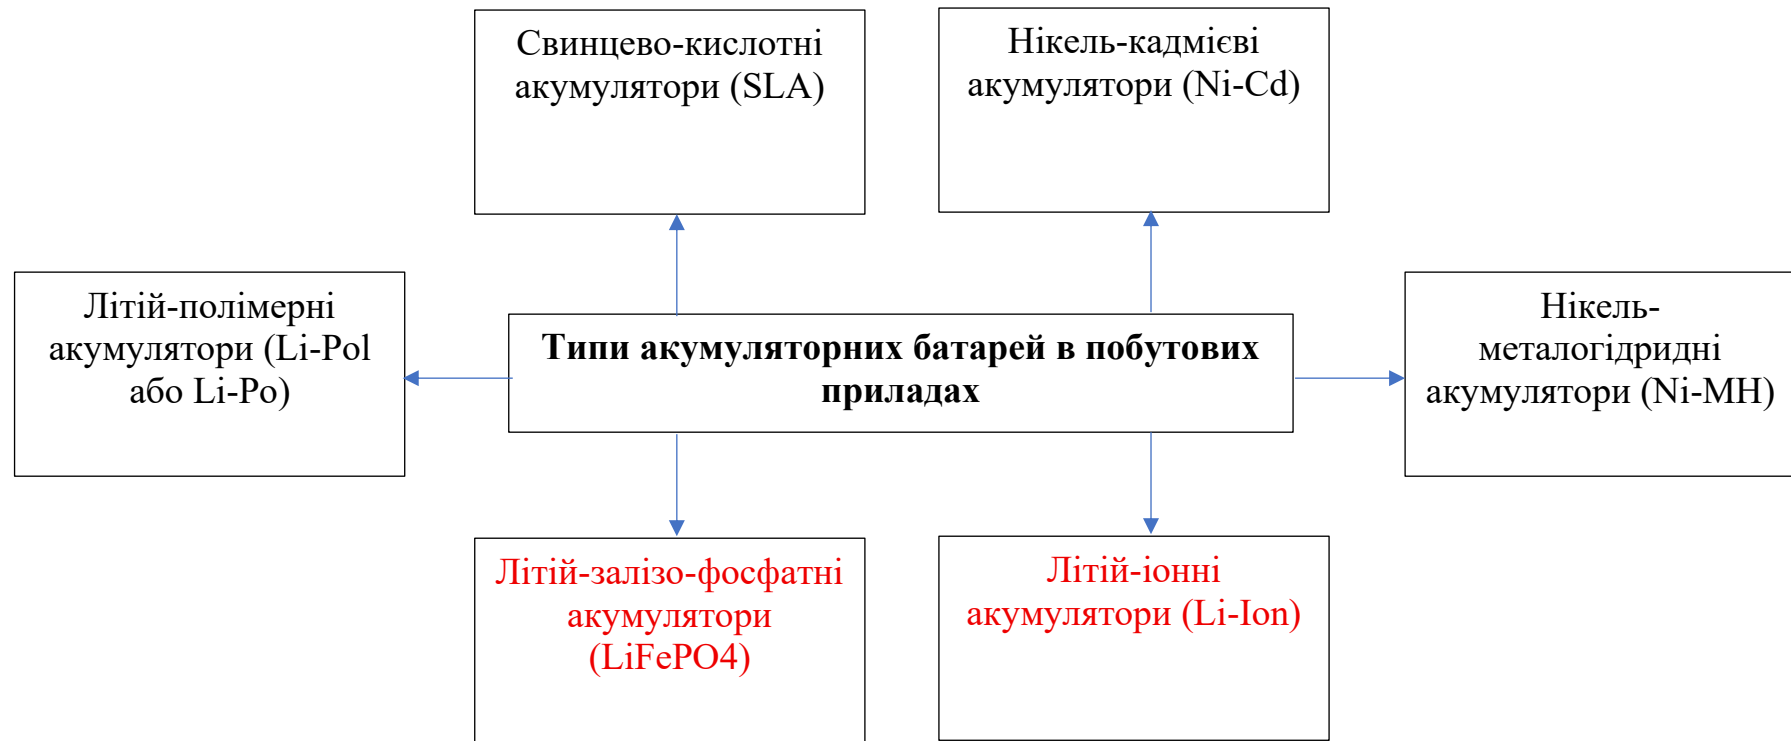 Свинцево-кислотні
акумулятори (SLA)
Нікель-кадмієві
акумулятори (Ni-Cd)
Літій-полімерні
акумулятори (Li-Pol
або Li-Po)
Типи акумуляторних батарей в побутових
приладах
Нікель-
металогідридні
акумулятори (Ni-MH)
Літій-залізо-фосфатні
акумулятори
(LiFePO4)
Літій-іонні
акумулятори (Li-Ion)